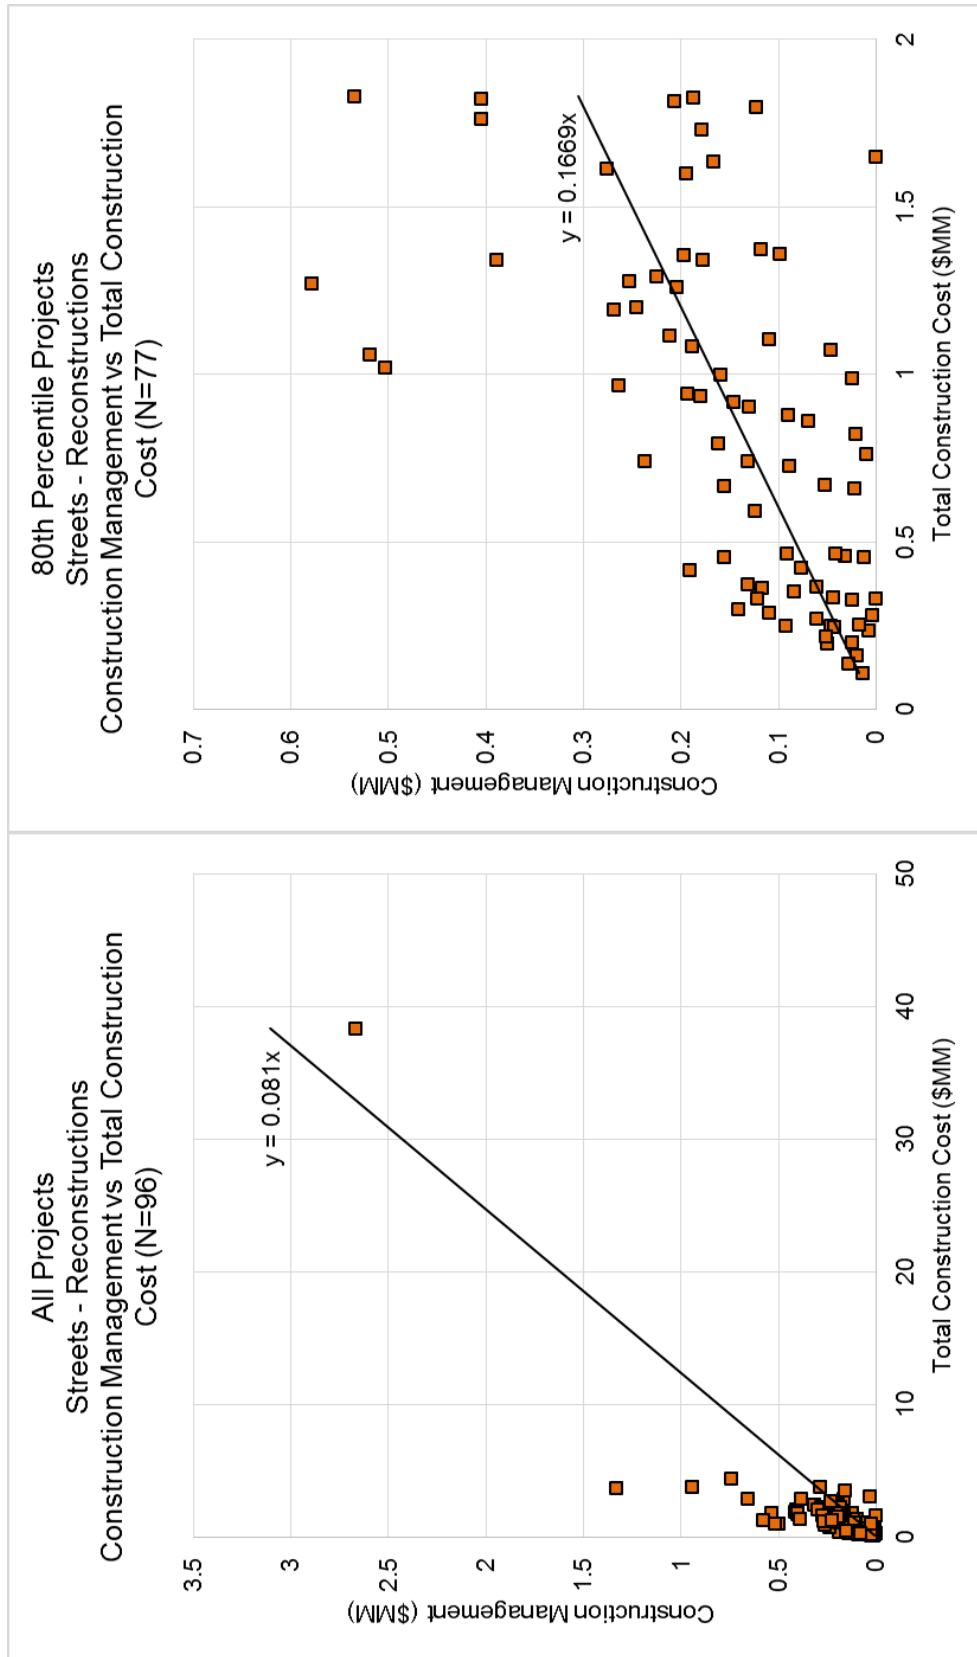 All Projects
Streets - Reconstructions
Construction Management vs Total Construction
Cost (N=96)
3.5
3
2.5
2
1.5
1
0.5
0
Construction Management ($MM)
y = 0.081x
0
10
20
30
40
50
Total Construction Cost ($MM)
80th Percentile Projects
Streets - Reconstructions
Construction Management vs Total Construction
Cost (N=77)
0.7
0.6
0.5
0.4
0.3
0.2
0.1
0
Construction Management ($MM)
y = 0.1669x
0
0.5
1
1.5
2
Total Construction Cost ($MM)